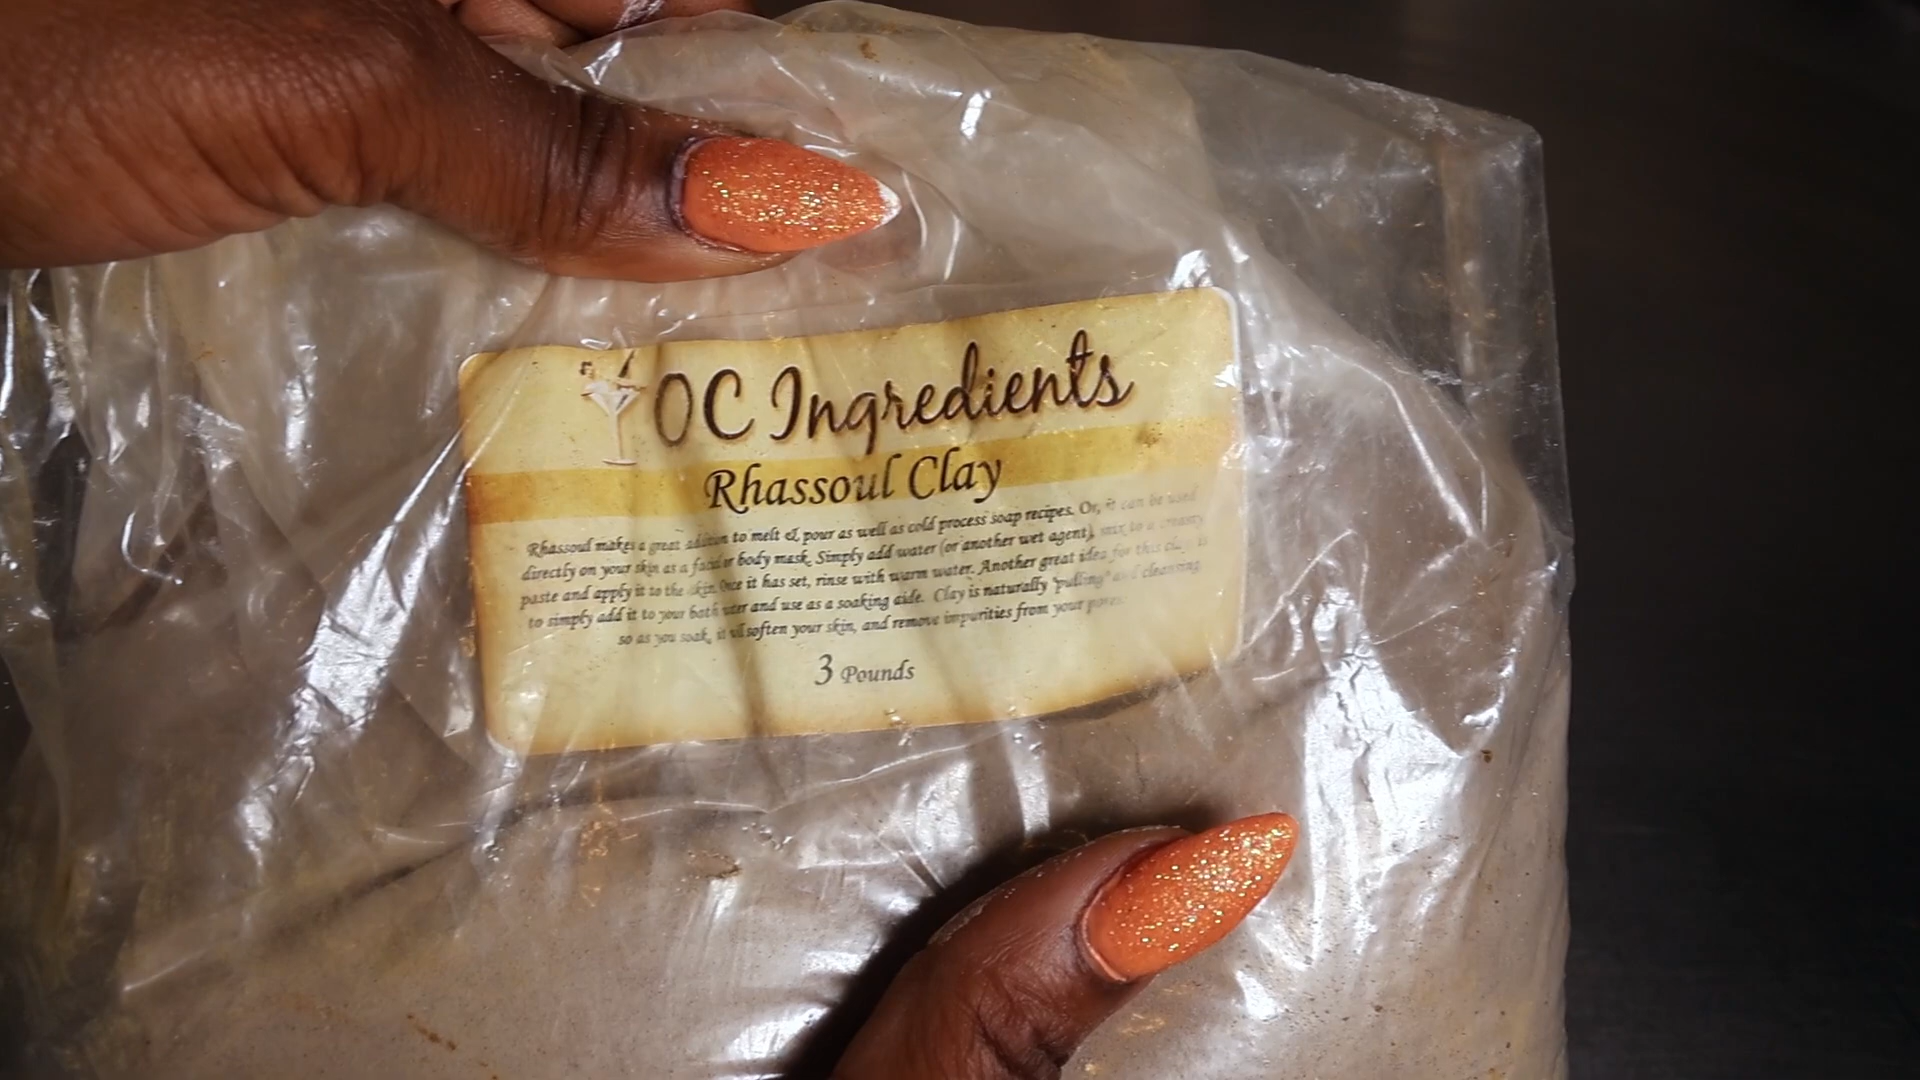 OC Ingredients
Rhassoul Clay
Rhassoul makes a great addition to melt & pour as well as cold process soap recipes. Or, it can be used
directly on your skin as a facial or body mask. Simply add water (or another wet agent), mix to a creamy
paste and apply it to the skin. Once it has set, rinse with warm water. Another great idea for this clay is
to simply add it to your bath water and use as a soaking aide. Clay is naturally "pulling" and cleansing
so as you soak, it will soften your skin, and remove impurities from your pores.
3 Pounds